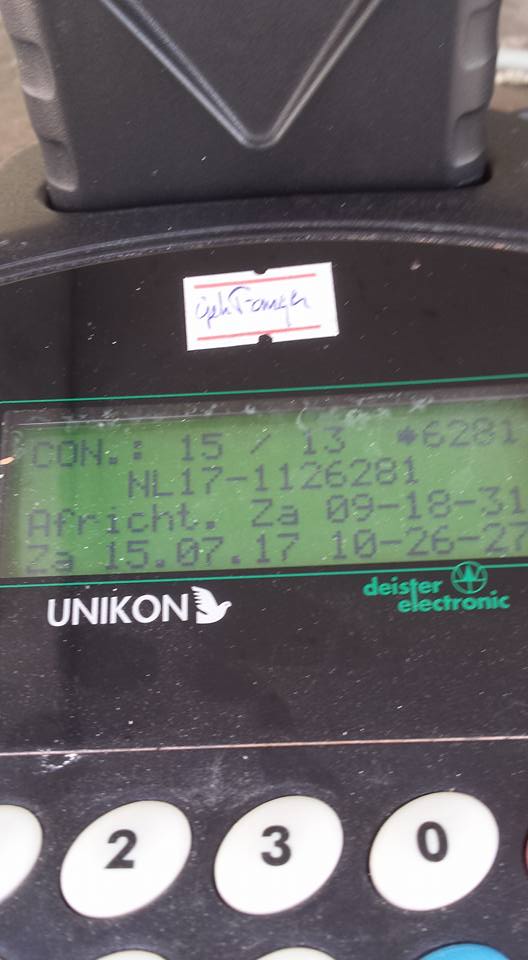 CON.: 15 / 13 *6281
NL17-1126281
Africht. Za 09-18-31
Za 15.07.17 10-26-27
UNIKON
deister
electronic
2 3 0